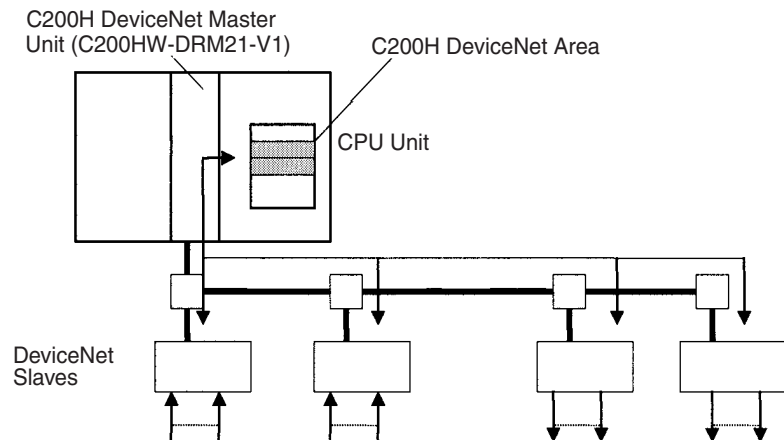 C200H DeviceNet Master
Unit (C200HW-DRM21-V1)
C200H DeviceNet Area
CPU Unit
DeviceNet
Slaves